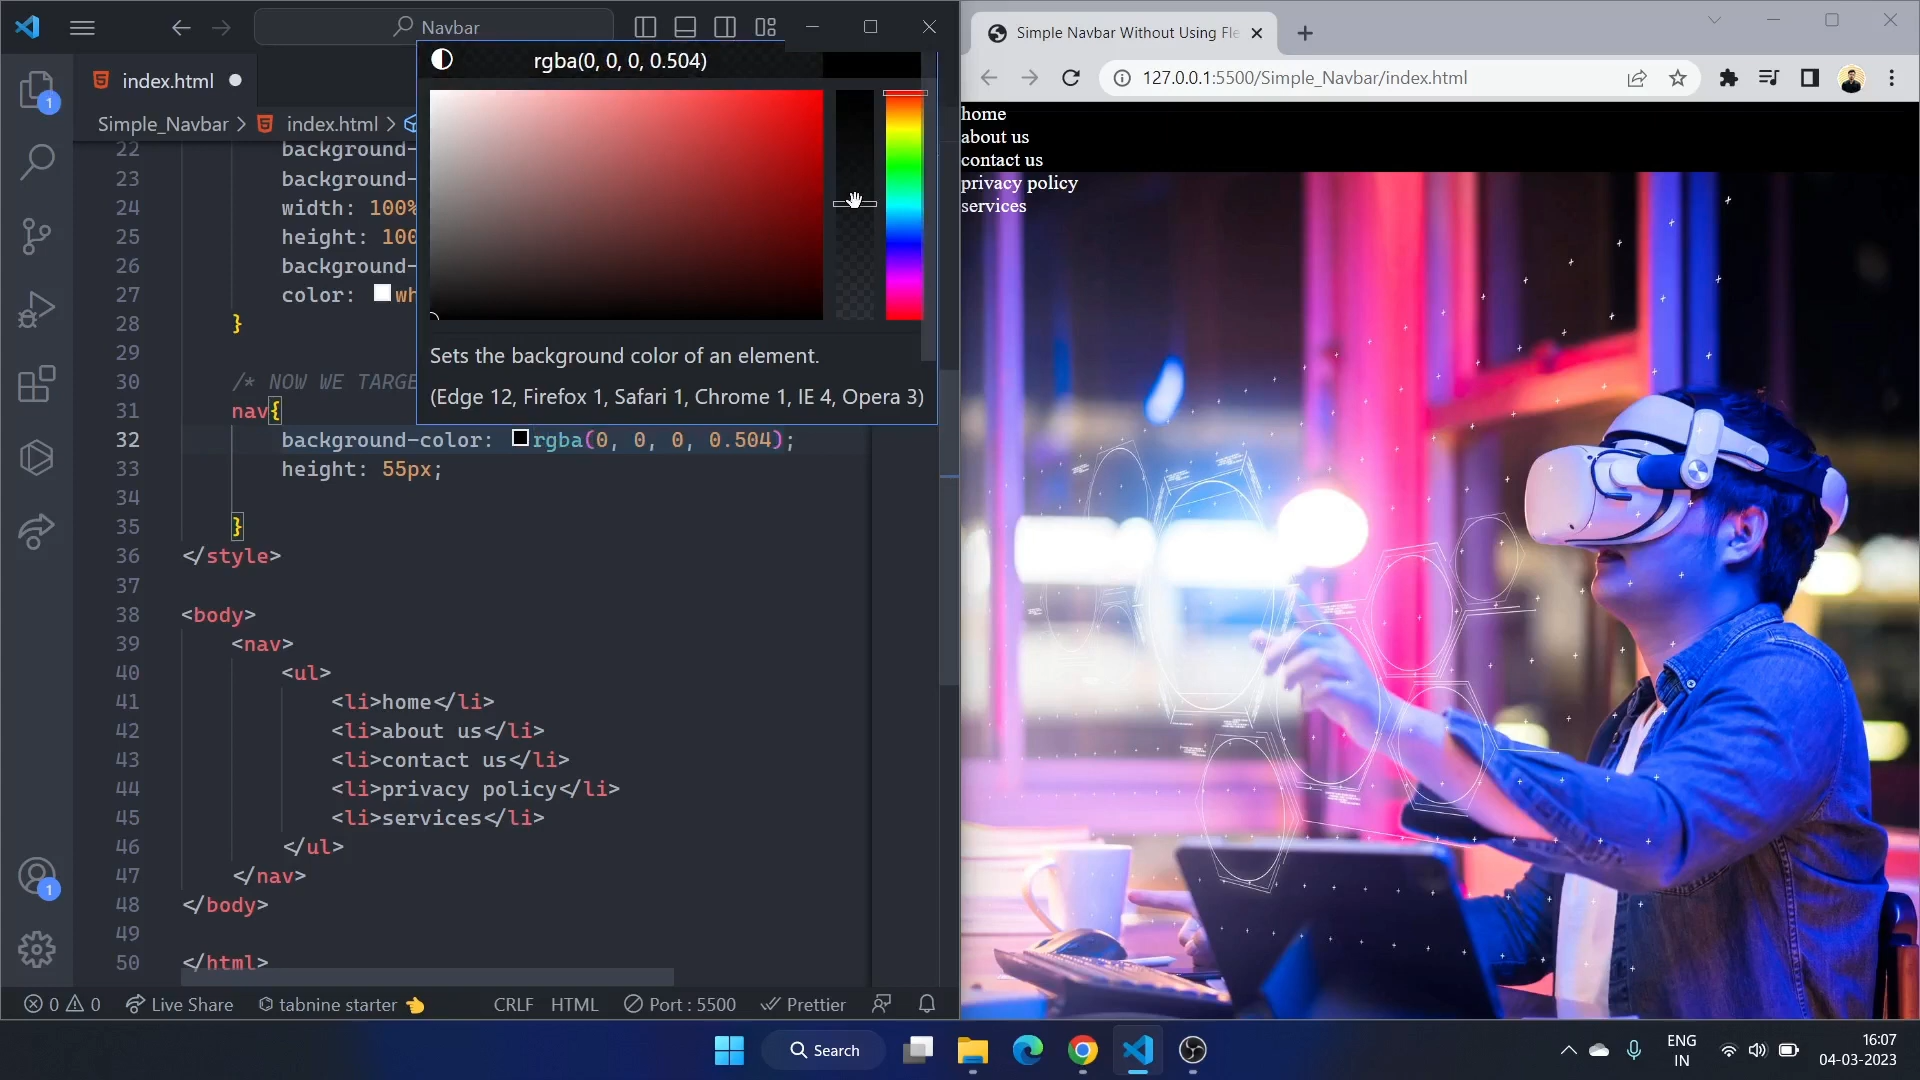 Navbar
index.html
1
Simple_Navbar > index.html >
rgba(0, 0, 0, 0.504)
22 background-
23 background-
24 width: 100%
25 height: 100
26 background-
27 color: wh
28 }
29
30 /* NOW WE TARGE
31 nav{
32 background-color: rgba(0, 0, 0, 0.504);
33 height: 55px;
34
35 }
36 </style>
37
38 <body>
39 <nav>
40 <ul>
41 <li>home</li>
42 <li>about us</li>
43 <li>contact us</li>
44 <li>privacy policy</li>
45 <li>services</li>
46 </ul>
47 </nav>
48 </body>
49
50 </html>
Sets the background color of an element.
(Edge 12, Firefox 1, Safari 1, Chrome 1, IE 4, Opera 3)
1
0 0 Live Share tabnine starter CRLF HTML Port : 5500 Prettier
Simple Navbar Without Using Fle
127.0.0.1:5500/Simple_Navbar/index.html
home
about us
contact us
privacy policy
services
Search
ENG
IN
16:07
04-03-2023